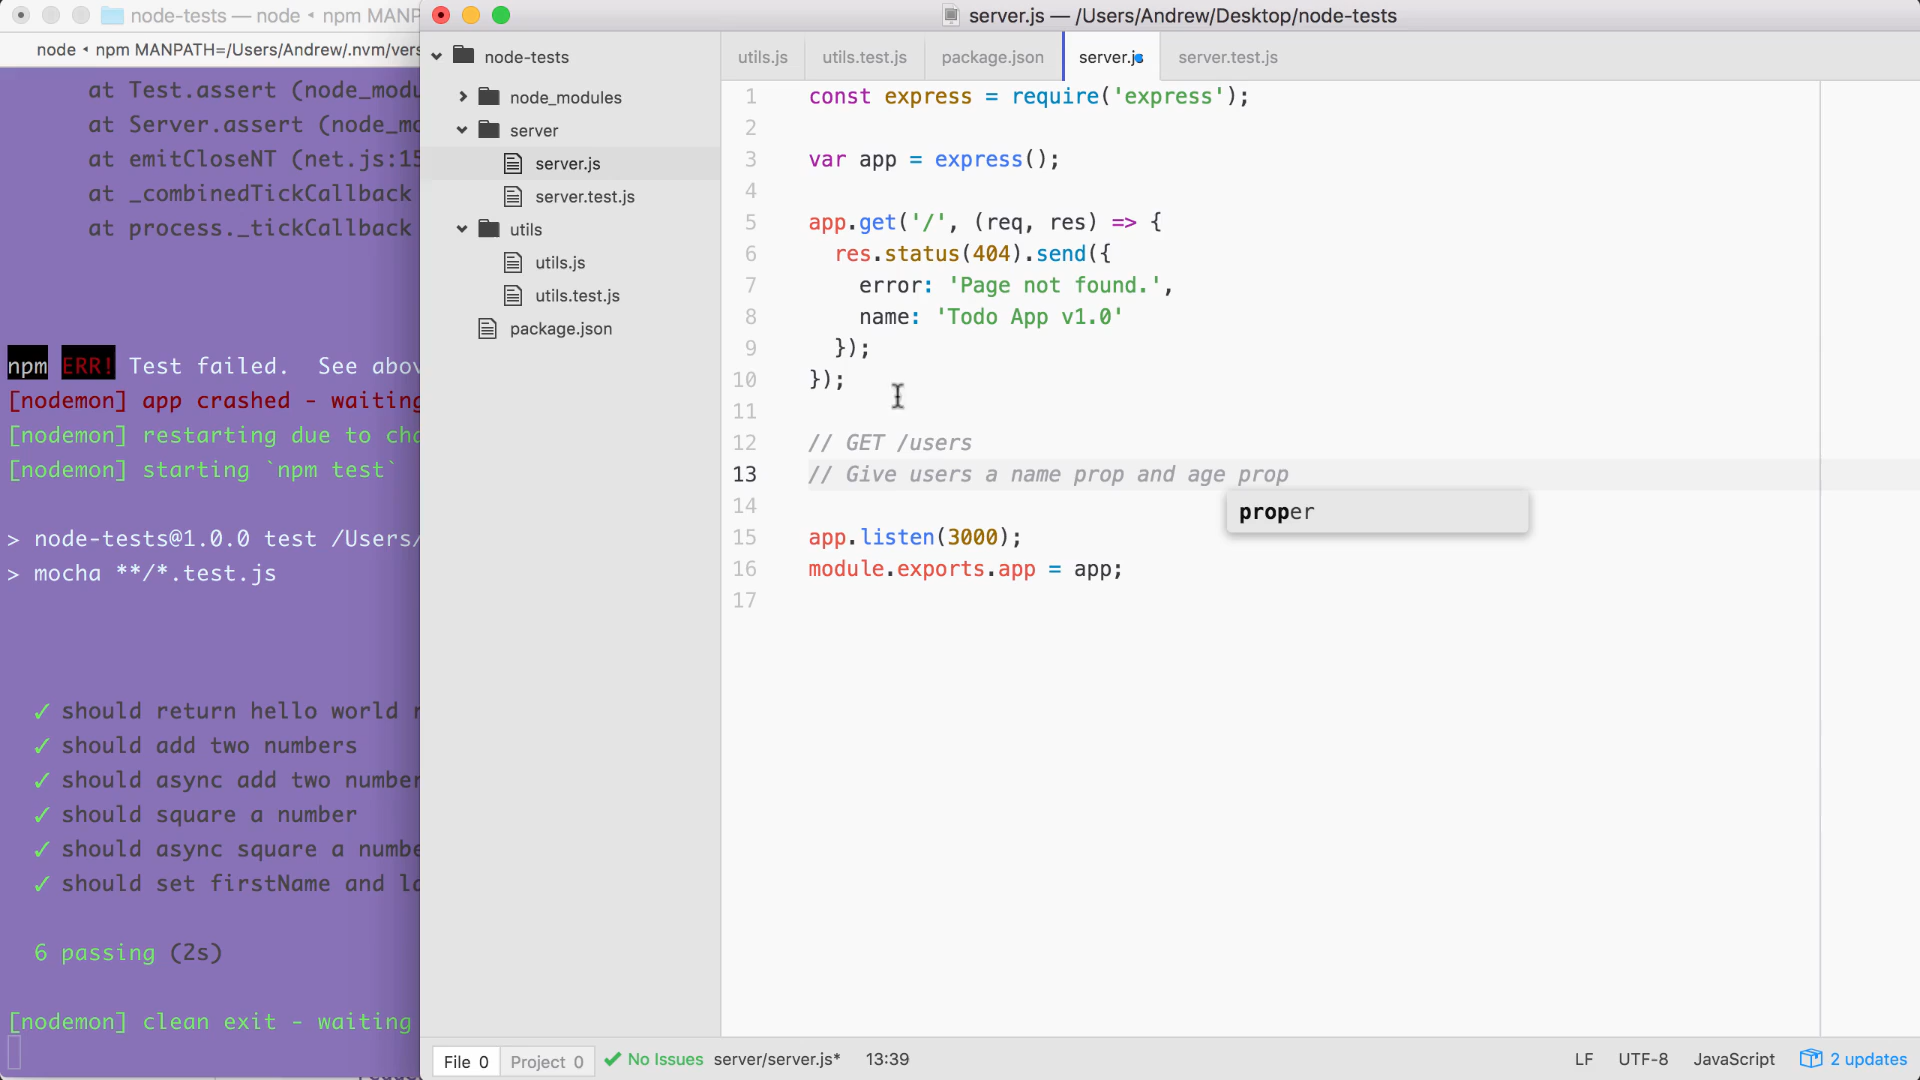 node-tests — node ◂ npm MANP
node ◂ npm MANPATH=/Users/Andrew/.nvm/vers
at Test.assert (node_modu
at Server.assert (node_mo
at emitCloseNT (net.js:15
at _combinedTickCallback
at process._tickCallback
npm ERR! Test failed.  See abov
[nodemon] app crashed - waiting
[nodemon] restarting due to cha
[nodemon] starting `npm test`
> node-tests@1.0.0 test /Users/
> mocha **/*.test.js
✓ should return hello world r
✓ should add two numbers
✓ should async add two number
✓ should square a number
✓ should async square a numbe
✓ should set firstName and la
6 passing (2s)
[nodemon] clean exit - waiting
server.js — /Users/Andrew/Desktop/node-tests
node-tests
node_modules
server
server.js
server.test.js
utils
utils.js
utils.test.js
package.json
utils.js utils.test.js package.json server.js server.test.js
1 const express = require('express');
2
3 var app = express();
4
5 app.get('/', (req, res) => {
6 res.status(404).send({
7 error: 'Page not found.',
8 name: 'Todo App v1.0'
9 });
10 });
11
12 // GET /users
13 // Give users a name prop and age prop
14
proper
15 app.listen(3000);
16 module.exports.app = app;
17
File 0 Project 0 No Issues server/server.js* 13:39 LF UTF-8 JavaScript 2 updates